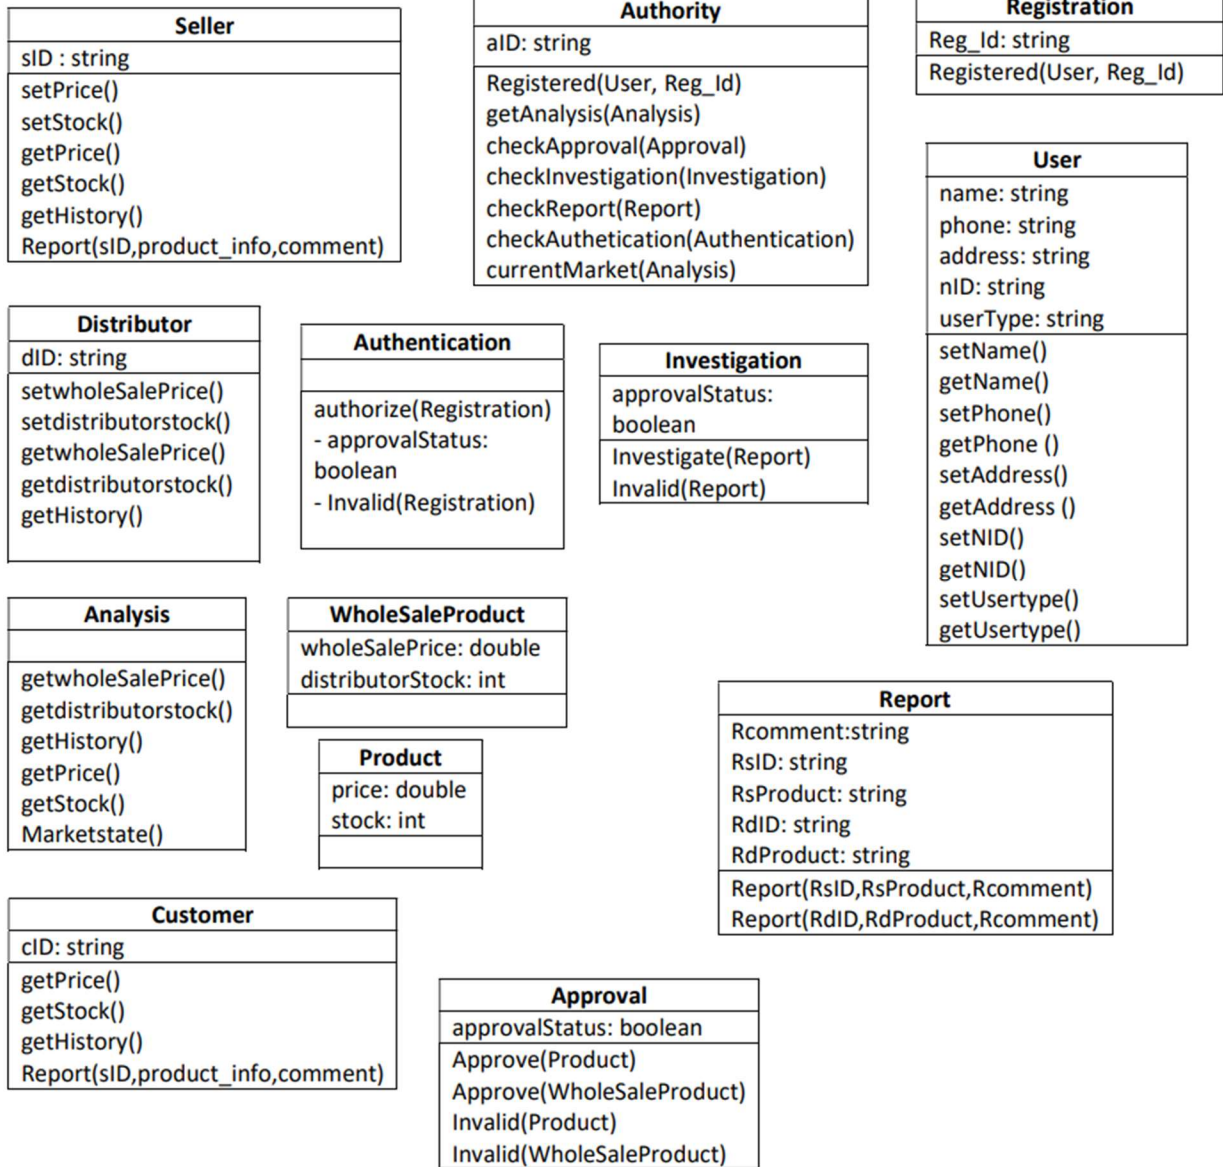 Seller
sID : string
setPrice()
setStock()
getPrice()
getStock()
getHistory()
Report(sID,product_info,comment)
Authority
aID: string
Registered(User, Reg_Id)
getAnalysis(Analysis)
checkApproval(Approval)
checkInvestigation(Investigation)
checkReport(Report)
checkAuthetication(Authentication)
currentMarket(Analysis)
Registration
Reg_Id: string
Registered(User, Reg_Id)
User
name: string
phone: string
address: string
nID: string
userType: string
setName()
getName()
setPhone()
getPhone ()
setAddress()
getAddress ()
setNID()
getNID()
setUsertype()
getUsertype()
Distributor
dID: string
setwholeSalePrice()
setdistributorstock()
getwholeSalePrice()
getdistributorstock()
getHistory()
Authentication
authorize(Registration)
- approvalStatus:
boolean
- Invalid(Registration)
Investigation
approvalStatus:
boolean
Investigate(Report)
Invalid(Report)
Analysis
getwholeSalePrice()
getdistributorstock()
getHistory()
getPrice()
getStock()
Marketstate()
WholeSaleProduct
wholeSalePrice: double
distributorStock: int
Product
price: double
stock: int
Report
Rcomment:string
RsID: string
RsProduct: string
RdID: string
RdProduct: string
Report(RsID,RsProduct,Rcomment)
Report(RdID,RdProduct,Rcomment)
Customer
cID: string
getPrice()
getStock()
getHistory()
Report(sID,product_info,comment)
Approval
approvalStatus: boolean
Approve(Product)
Approve(WholeSaleProduct)
Invalid(Product)
Invalid(WholeSaleProduct)